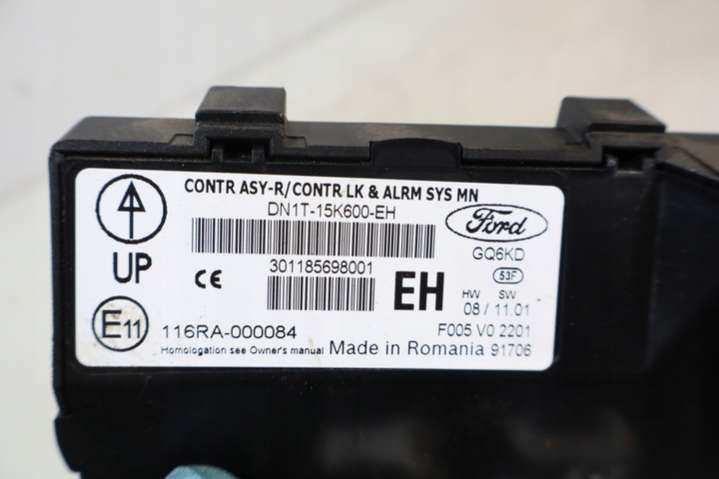 CONTR ASY-R/CONTR LK & ALRM SYS MN
DN1T-15K600-EH
Ford
GQ6KD
UP
CE
301185698001
EH
53F
HW SW
08 / 11.01
E11
116RA-000084
F005 V0 2201
Homologation see Owner's manual Made in Romania 91706